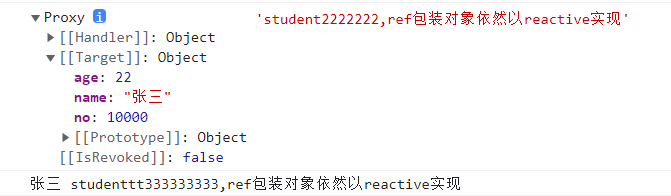 ▼Proxy i 'student2222222,ref包装对象依然以reactive实现'
▶[[Handler]]: Object
▼[[Target]]: Object
age: 22
name: "张三"
no: 10000
▶[[Prototype]]: Object
[[IsRevoked]]: false
张三 studenttt333333333,ref包装对象依然以reactive实现